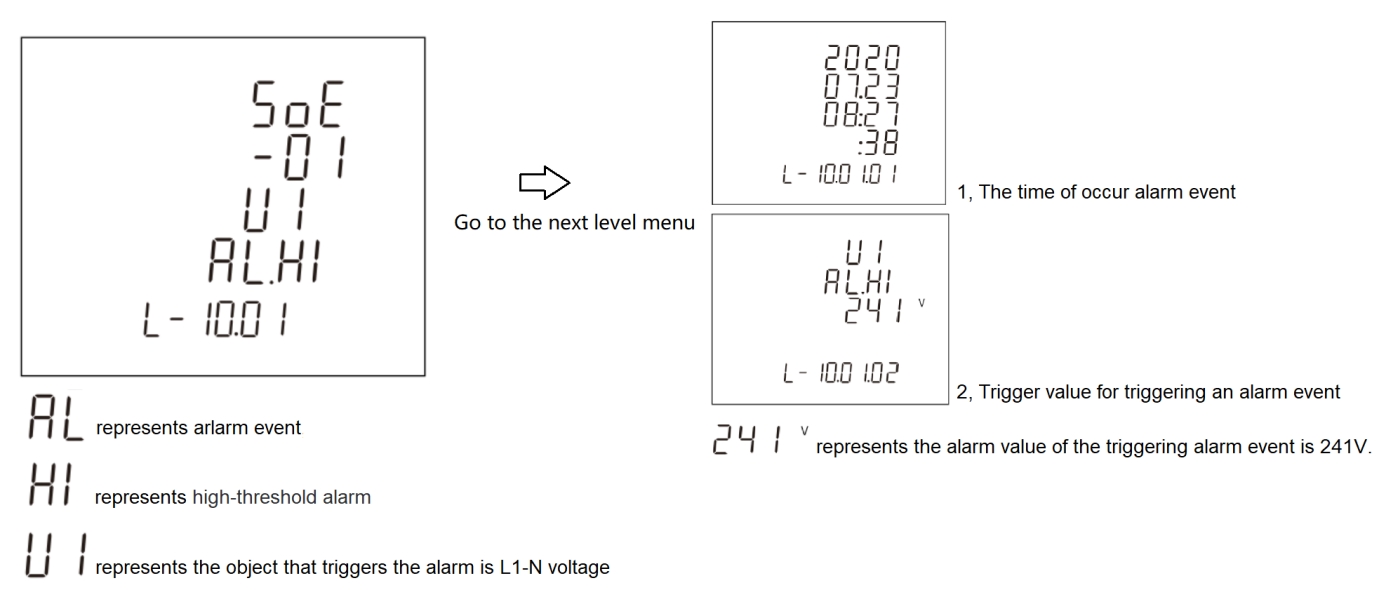 SoE
-01
U1
AL.HI
L-10.01
AL represents arlarm event
HI represents high-threshold alarm
U1 represents the object that triggers the alarm is L1-N voltage
Go to the next level menu
2020
07.23
08:27
:38
L-10.01.01
1, The time of occur alarm event
U1
AL.HI
241 V
L-10.01.02
2, Trigger value for triggering an alarm event
241 V represents the alarm value of the triggering alarm event is 241V.